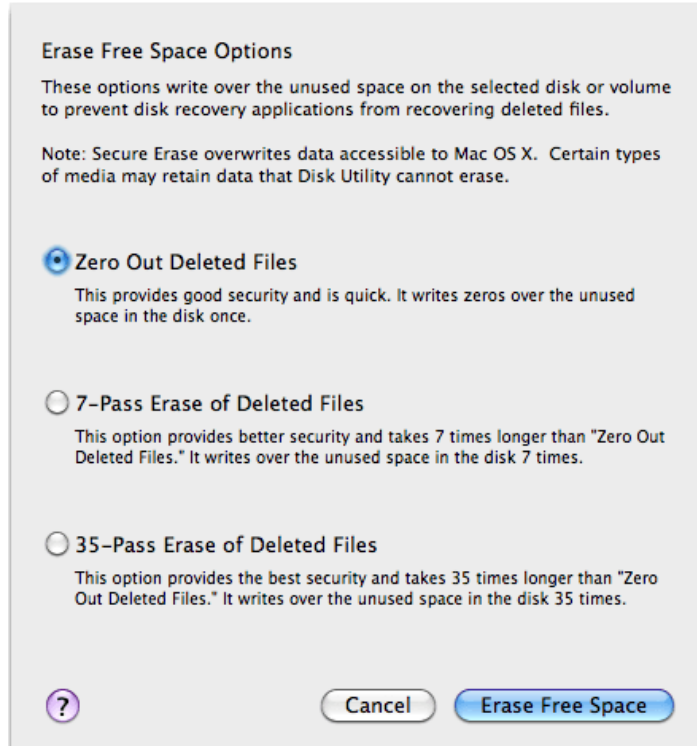 Erase Free Space Options
These options write over the unused space on the selected disk or volume
to prevent disk recovery applications from recovering deleted files.
Note: Secure Erase overwrites data accessible to Mac OS X.  Certain types
of media may retain data that Disk Utility cannot erase.
Zero Out Deleted Files
This provides good security and is quick. It writes zeros over the unused
space in the disk once.
7-Pass Erase of Deleted Files
This option provides better security and takes 7 times longer than "Zero Out
Deleted Files." It writes over the unused space in the disk 7 times.
35-Pass Erase of Deleted Files
This option provides the best security and takes 35 times longer than "Zero
Out Deleted Files." It writes over the unused space in the disk 35 times.
?
Cancel
Erase Free Space